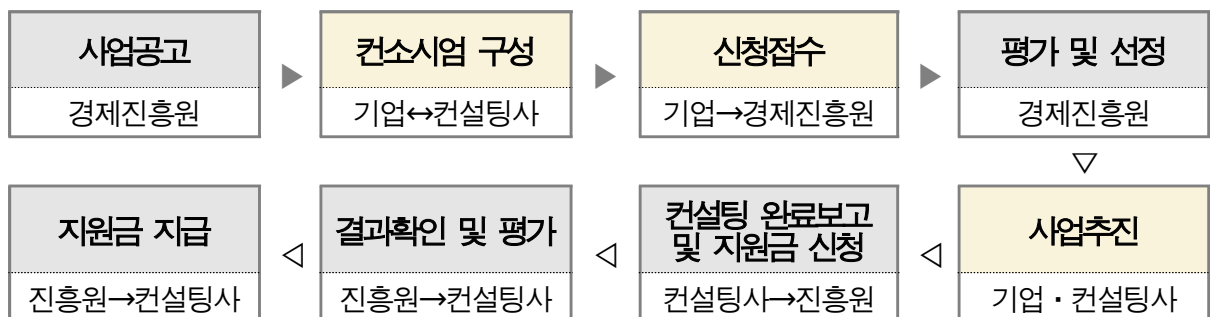 사업공고
경제진흥원
컨소시엄 구성
기업↔컨설팅사
신청접수
기업→경제진흥원
평가 및 선정
경제진흥원
사업추진
기업・컨설팅사
컨설팅 완료보고
및 지원금 신청
컨설팅사→진흥원
결과확인 및 평가
진흥원→컨설팅사
지원금 지급
진흥원→컨설팅사